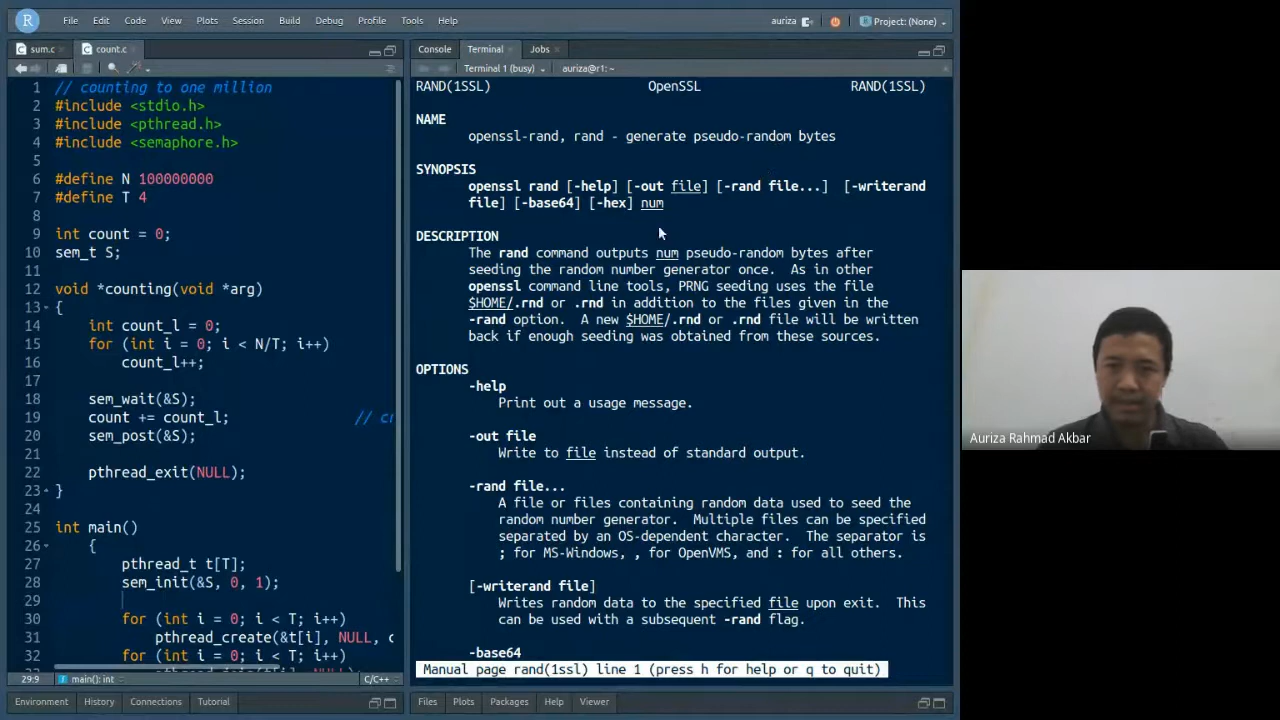 File Edit Code View Plots Session Build Debug Profile Tools Help
auriza
Project: (None)
sum.c
count.c
1 // counting to one million
2 #include <stdio.h>
3 #include <pthread.h>
4 #include <semaphore.h>
5
6 #define N 100000000
7 #define T 4
8
9 int count = 0;
10 sem_t S;
11
12 void *counting(void *arg)
13 {
14 int count_l = 0;
15 for (int i = 0; i < N/T; i++)
16 count_l++;
17
18 sem_wait(&S);
19 count += count_l; //
20 sem_post(&S);
21
22 pthread_exit(NULL);
23 }
24
25 int main()
26 {
27 pthread_t t[T];
28 sem_init(&S, 0, 1);
29
30 for (int i = 0; i < T; i++)
31 pthread_create(&t[i], NULL, c
32 for (int i = 0; i < T; i++)
29:9 main(): int C/C++
Environment History Connections Tutorial
Console Terminal Jobs
Terminal 1 (busy) auriza@r1: ~
RAND(1SSL) OpenSSL RAND(1SSL)
NAME
openssl-rand, rand - generate pseudo-random bytes
SYNOPSIS
openssl rand [-help] [-out file] [-rand file...] [-writerand
file] [-base64] [-hex] num
DESCRIPTION
The rand command outputs num pseudo-random bytes after
seeding the random number generator once. As in other
openssl command line tools, PRNG seeding uses the file
$HOME/.rnd or .rnd in addition to the files given in the
-rand option. A new $HOME/.rnd or .rnd file will be written
back if enough seeding was obtained from these sources.
OPTIONS
-help
Print out a usage message.
-out file
Write to file instead of standard output.
-rand file...
A file or files containing random data used to seed the
random number generator. Multiple files can be specified
separated by an OS-dependent character. The separator is
; for MS-Windows, , for OpenVMS, and : for all others.
[-writerand file]
Writes random data to the specified file upon exit. This
can be used with a subsequent -rand flag.
-base64
Manual page rand(1ssl) line 1 (press h for help or q to quit)
Files Plots Packages Help Viewer
Auriza Rahmad Akbar